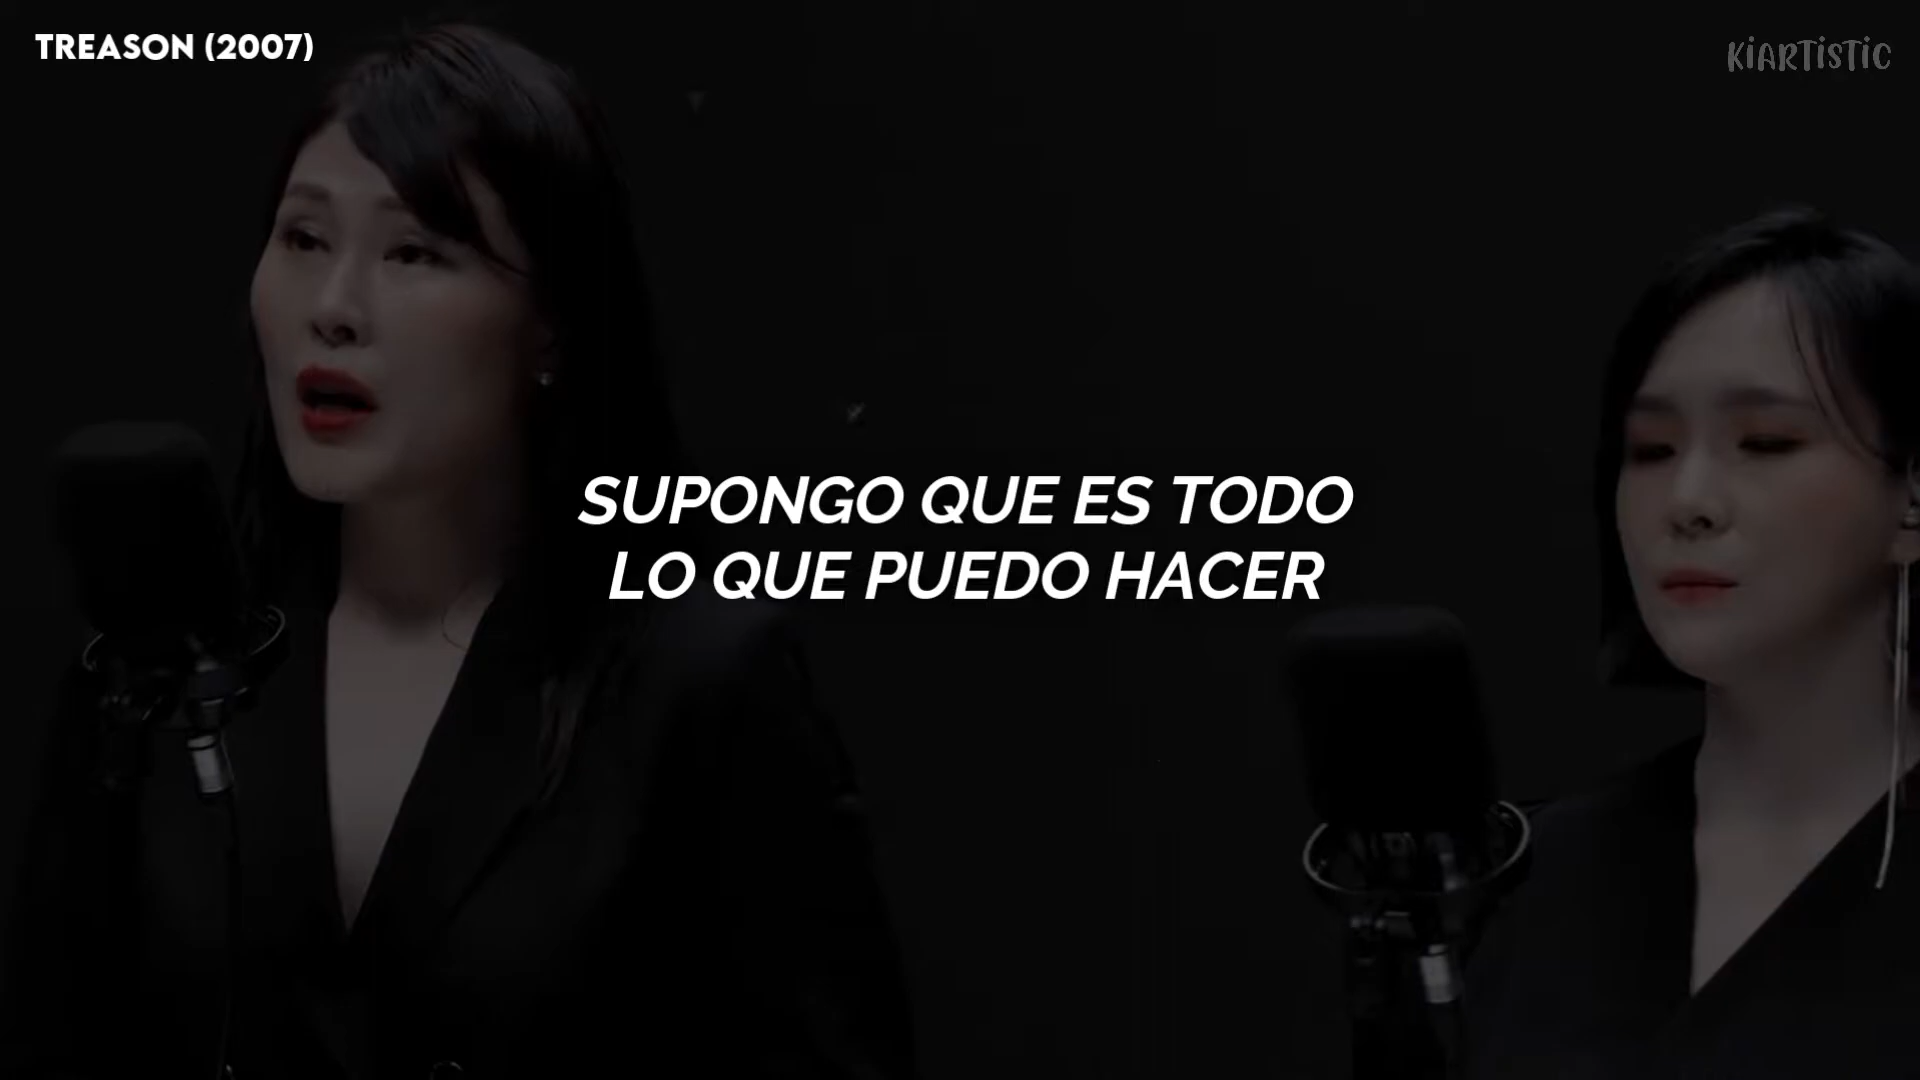 TREASON (2007)
KiARTiSTiC
SUPONGO QUE ES TODO
LO QUE PUEDO HACER